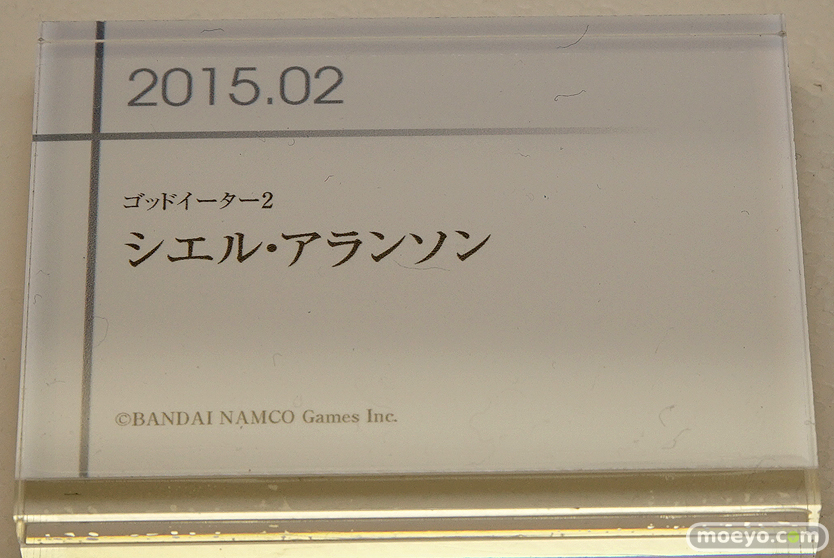 2015.02
ゴッドイーター2
シエル・アランソン
©BANDAI NAMCO Games Inc.
moeyo.com